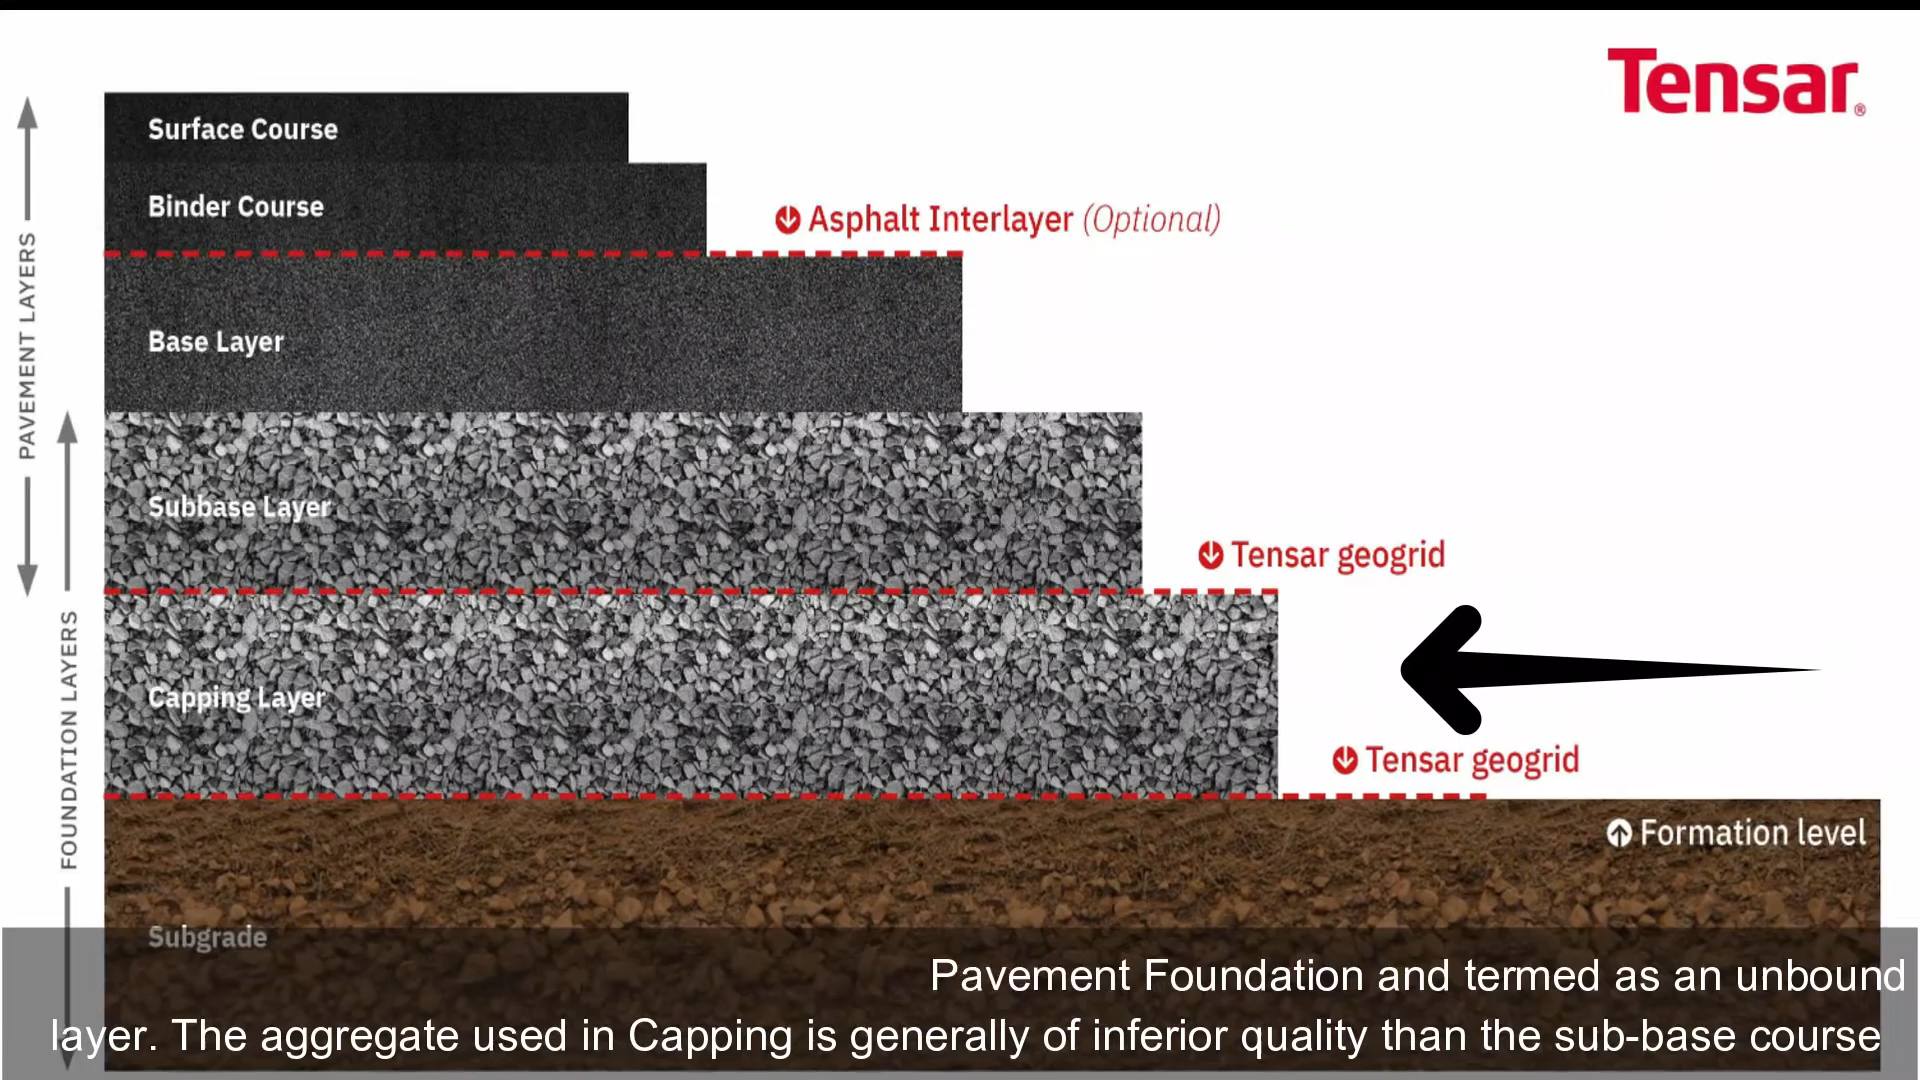 Tensar®
Surface Course
Binder Course
Asphalt Interlayer (Optional)
Base Layer
PAVEMENT LAYERS
Subbase Layer
Tensar geogrid
Capping Layer
FOUNDATION LAYERS
Tensar geogrid
Formation level
Subgrade
Pavement Foundation and termed as an unbound
layer. The aggregate used in Capping is generally of inferior quality than the sub-base course